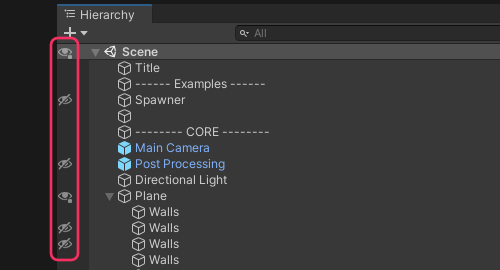 Hierarchy
All
Scene
Title
------ Examples ------
Spawner
-------- CORE --------
Main Camera
Post Processing
Directional Light
Plane
Walls
Walls
Walls
Walls